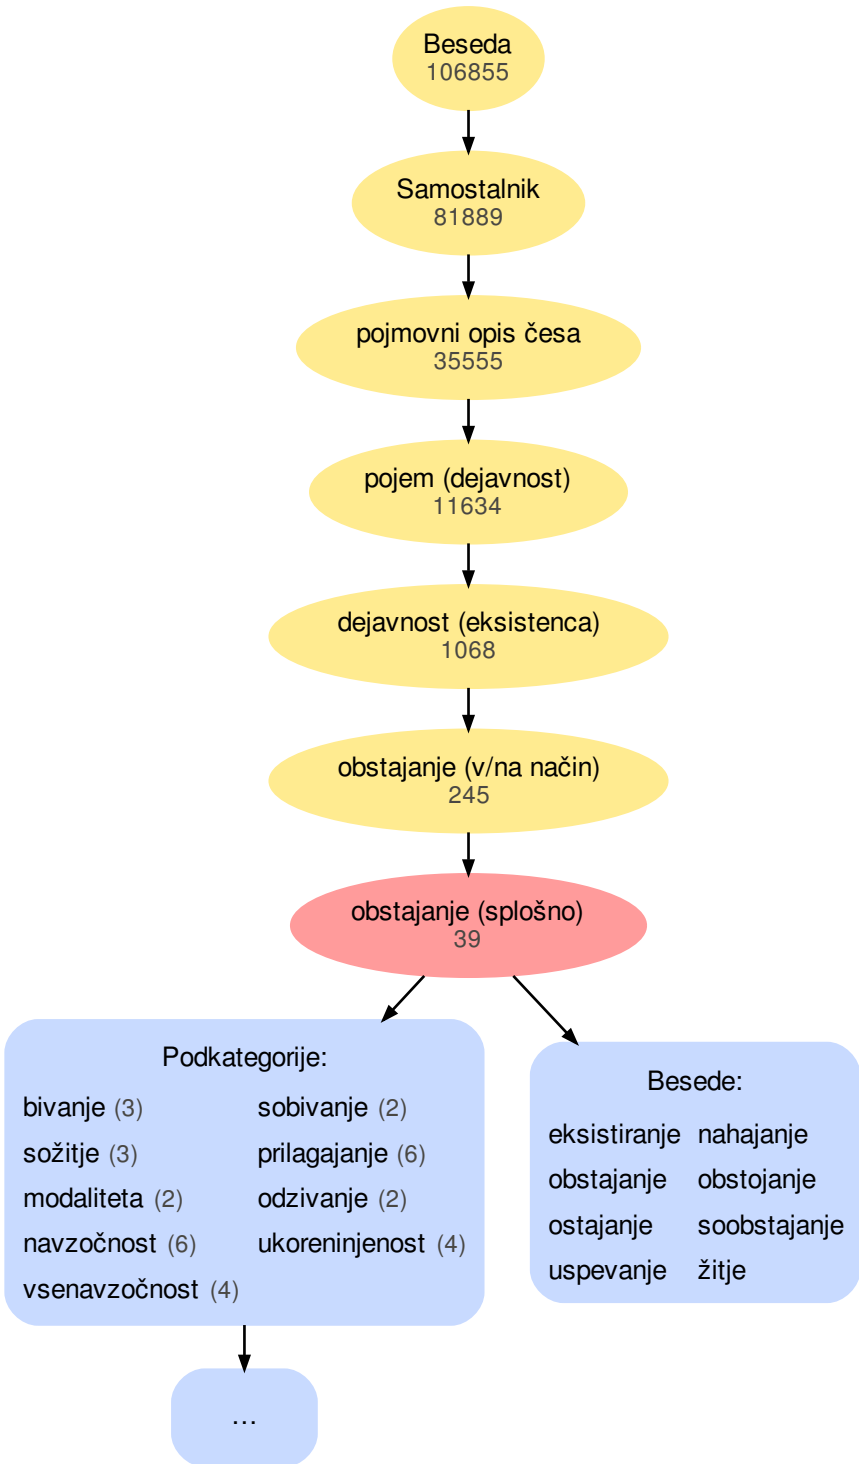 Beseda
106855
Samostalnik
81889
pojmovni opis česa
35555
pojem (dejavnost)
11634
dejavnost (eksistenca)
1068
obstajanje (v/na način)
245
obstajanje (splošno)
39
Podkategorije:
bivanje (3) sobivanje (2)
sožitje (3) prilagajanje (6)
modaliteta (2) odzivanje (2)
navzočnost (6) ukoreninjenost (4)
vsenavzočnost (4)
Besede:
eksistiranje nahajanje
obstajanje obstojanje
ostajanje soobstajanje
uspevanje žitje
...